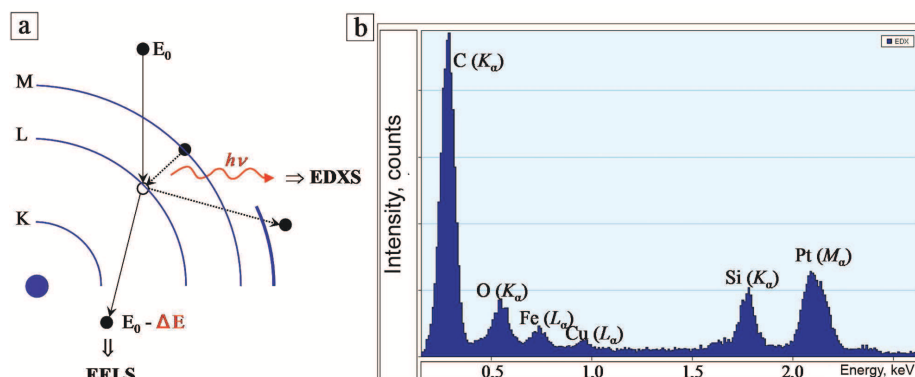 a
E0
M
L
K
hν
⇒ EDXS
E0 - ΔE
⇓
EELS
b
EDX
C (Kα)
O (Kα)
Fe (Lα)
Cu (Lα)
Si (Kα)
Pt (Mα)
Intensity, counts
0.5
1.0
1.5
2.0
Energy, keV